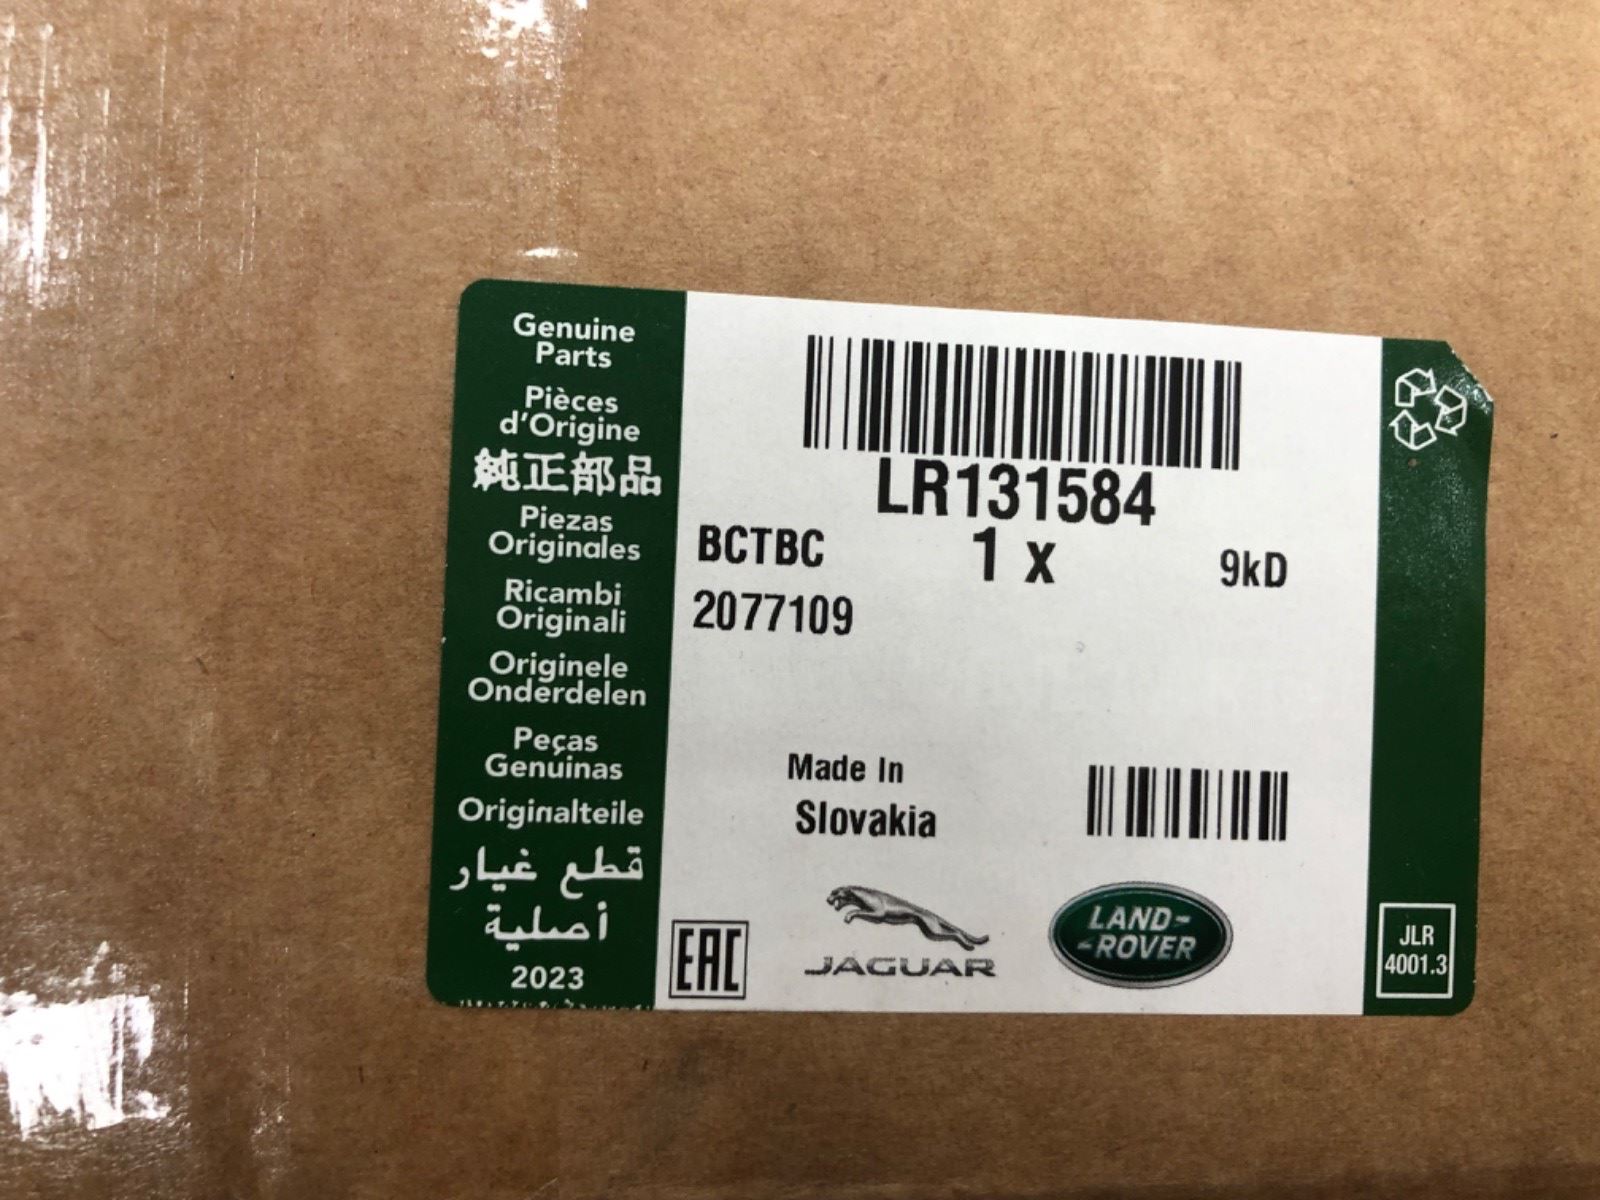 Genuine
Parts
Pièces
d'Origine
純正部品
Piezas
Originales
Ricambi
Originali
Originele
Onderdelen
Peças
Genuínas
Originalteile
قطع غيار
أصلية
2023
LR131584
BCTBC 1 x 9kD
2077109
Made In
Slovakia
EAC
JAGUAR
LAND-
-ROVER
JLR
4001.3